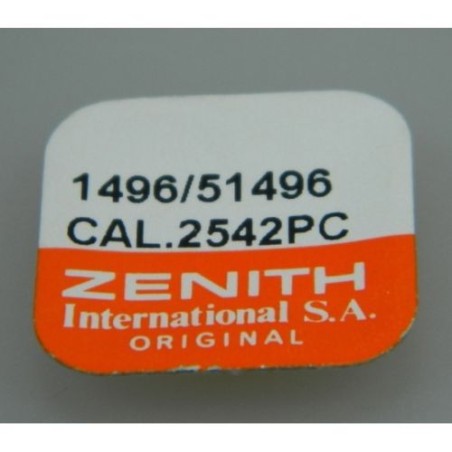 1496/51496
CAL.2542PC
ZENITH
International S.A.
ORIGINAL